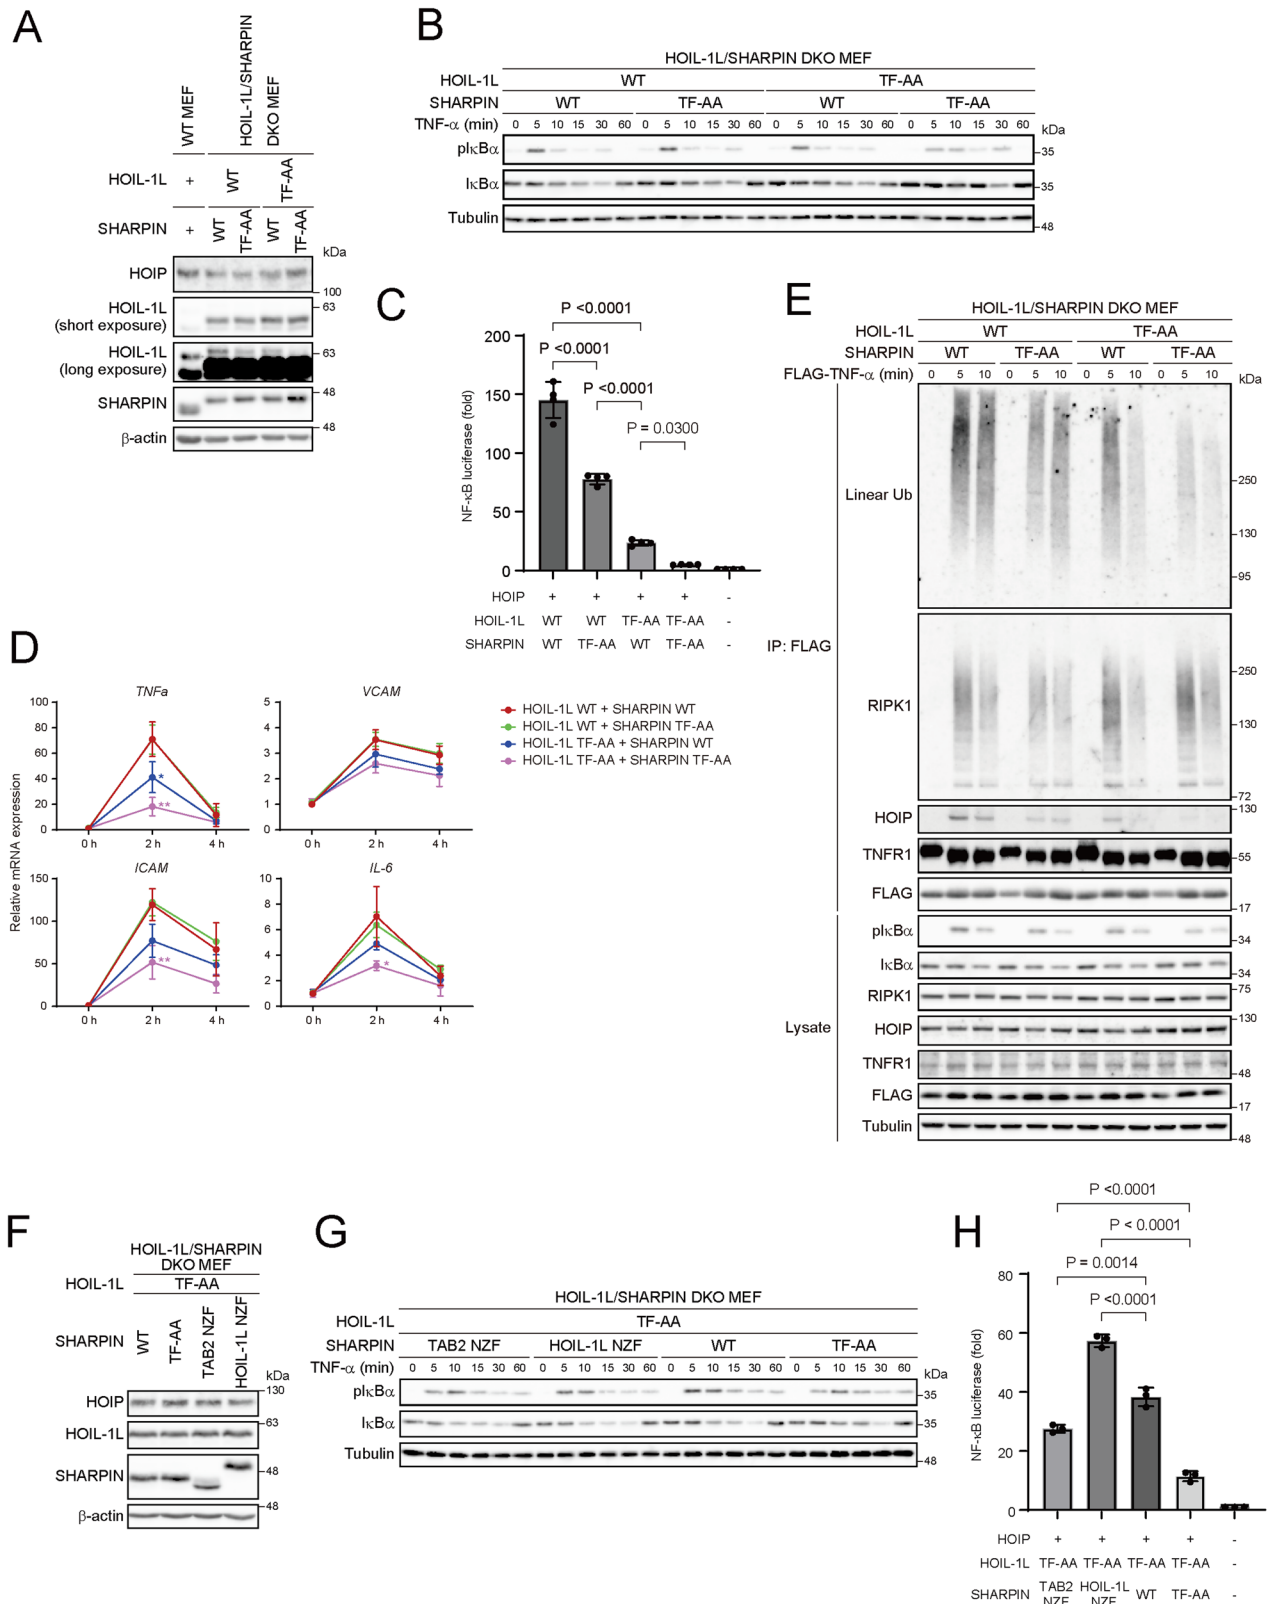 A
WT MEF
HOIL-1L/SHARPIN
DKO MEF
HOIL-1L
+
WT
TF-AA
SHARPIN
+
WT
TF-AA
WT
TF-AA
kDa
HOIP
100
HOIL-1L
(short exposure)
63
HOIL-1L
(long exposure)
63
SHARPIN
48
β-actin
48
B
HOIL-1L/SHARPIN DKO MEF
HOIL-1L WT TF-AA
SHARPIN WT TF-AA WT TF-AA
TNF-α (min) 0 5 10 15 30 60 0 5 10 15 30 60 0 5 10 15 30 60 0 5 10 15 30 60
kDa
pIκBα 35
IκBα 35
Tubulin 48
C
P <0.0001
P <0.0001
P <0.0001
P = 0.0300
NF-κB luciferase (fold)
200
150
100
50
0
HOIP + + + + -
HOIL-1L WT WT TF-AA TF-AA -
SHARPIN WT TF-AA WT TF-AA -
D
Relative mRNA expression
TNFa
100
80
60
40
20
0
*
**
0 h 2 h 4 h
VCAM
5
4
3
2
1
0
0 h 2 h 4 h
HOIL-1L WT + SHARPIN WT
HOIL-1L WT + SHARPIN TF-AA
HOIL-1L TF-AA + SHARPIN WT
HOIL-1L TF-AA + SHARPIN TF-AA
ICAM
150
100
50
0
**
0 h 2 h 4 h
IL-6
10
8
6
4
2
0
*
0 h 2 h 4 h
E
HOIL-1L/SHARPIN DKO MEF
HOIL-1L WT TF-AA
SHARPIN WT TF-AA WT TF-AA
FLAG-TNF-α (min) 0 5 10 0 5 10 0 5 10 0 5 10
kDa
IP: FLAG
Linear Ub
250
130
95
RIPK1
250
130
72
HOIP 130
TNFR1 55
FLAG 17
Lysate
pIκBα 34
IκBα 34
RIPK1 75
HOIP 130
TNFR1 48
FLAG 17
Tubulin 48
F
HOIL-1L/SHARPIN
DKO MEF
HOIL-1L TF-AA
SHARPIN
WT
TF-AA
TAB2 NZF
HOIL-1L NZF
kDa
HOIP 130
HOIL-1L 63
SHARPIN 48
β-actin 48
G
HOIL-1L/SHARPIN DKO MEF
HOIL-1L TF-AA
SHARPIN TAB2 NZF HOIL-1L NZF WT TF-AA
TNF-α (min) 0 5 10 15 30 60 0 5 10 15 30 60 0 5 10 15 30 60 0 5 10 15 30 60
kDa
pIκBα 35
IκBα 35
Tubulin 48
H
P <0.0001
P < 0.0001
P = 0.0014
P <0.0001
NF-κB luciferase (fold)
80
60
40
20
0
HOIP + + + + -
HOIL-1L TF-AA TF-AA TF-AA TF-AA -
SHARPIN TAB2 NZF HOIL-1L NZF WT TF-AA -